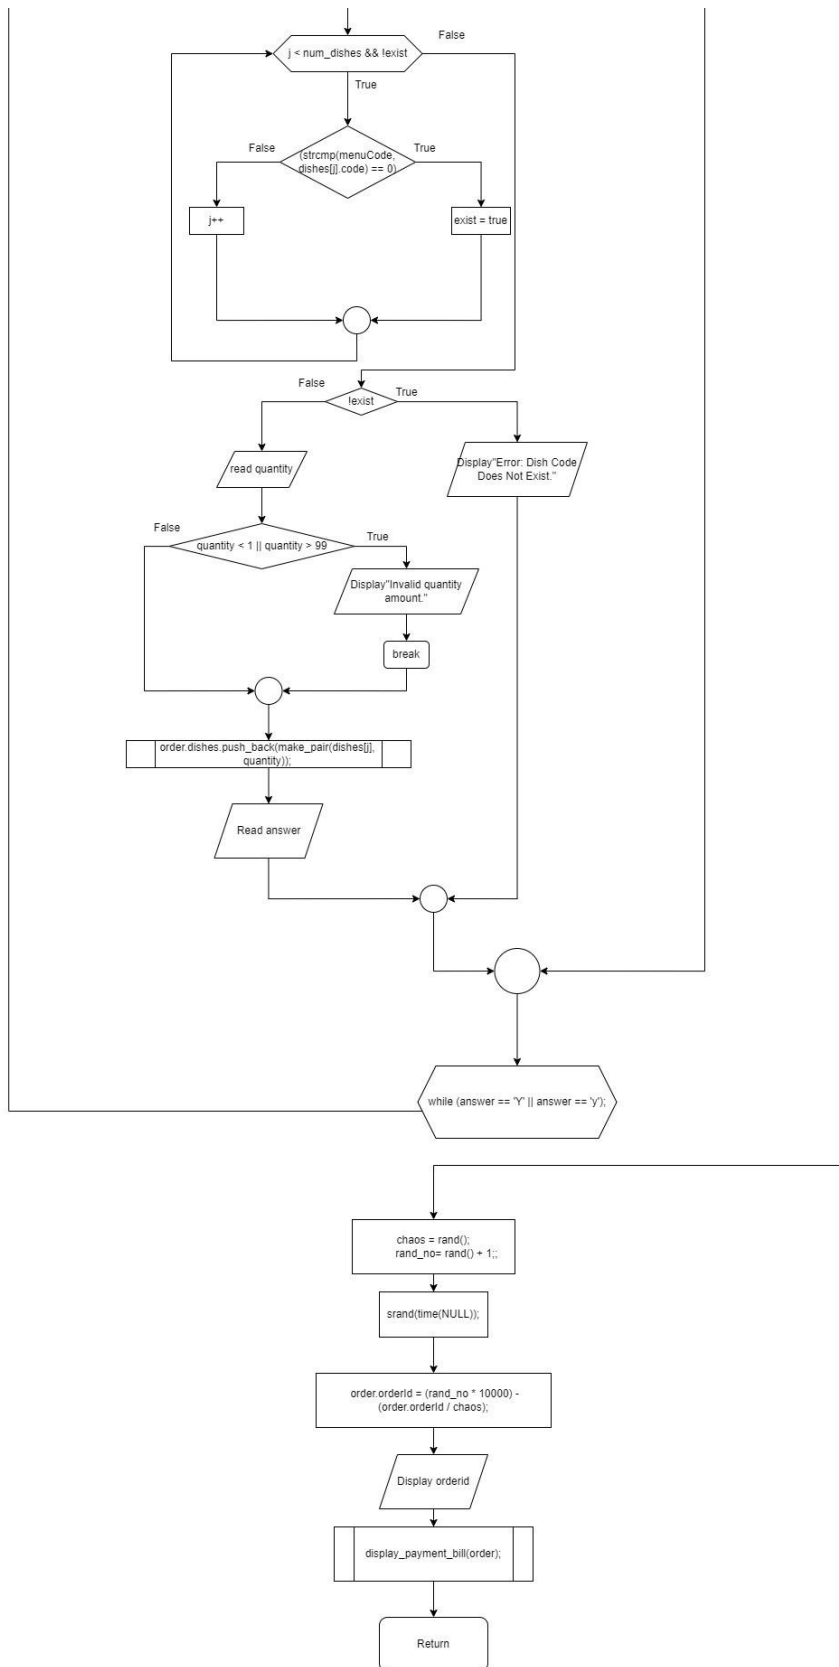 j < num_dishes && !exist
False
True
False
True
(strcmp(menuCode,
dishes[j].code) == 0)
j++
exist = true
False
True
!exist
read quantity
Display"Error: Dish Code
Does Not Exist."
False
True
quantity < 1 || quantity > 99
Display"Invalid quantity
amount."
break
order.dishes.push_back(make_pair(dishes[j],
quantity));
Read answer
while (answer == 'Y' || answer == 'y');
chaos = rand();
rand_no= rand() + 1;;
srand(time(NULL));
order.orderId = (rand_no * 10000) -
(order.orderId / chaos);
Display orderid
display_payment_bill(order);
Return